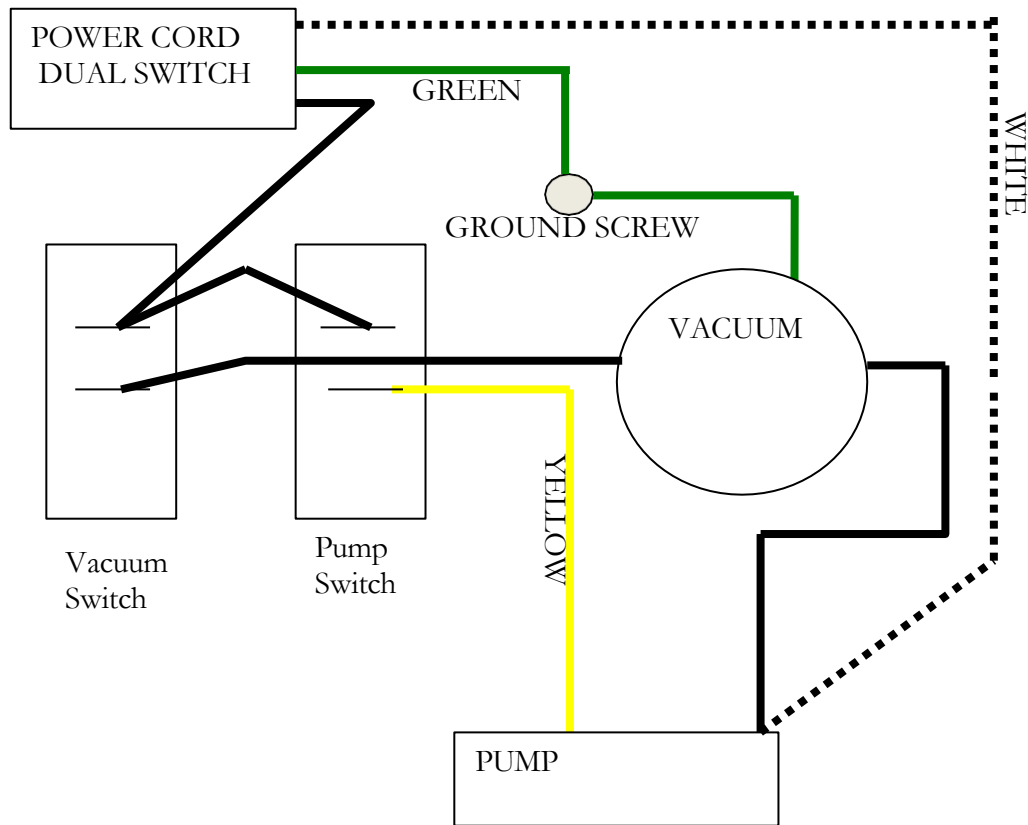 POWER CORD
DUAL SWITCH
GREEN
WHITE
GROUND SCREW
VACUUM
YELLOW
Vacuum
Switch
Pump
Switch
PUMP